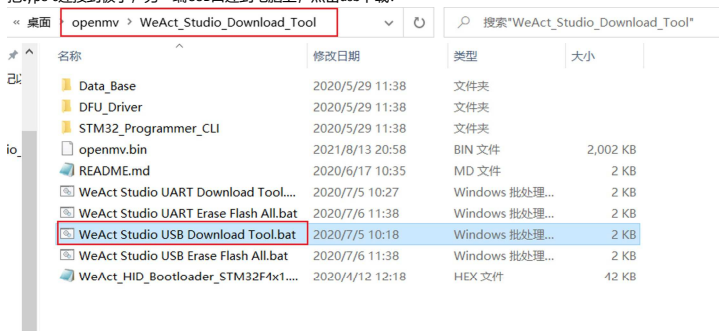 « 桌面 › openmv › WeAct_Studio_Download_Tool 搜索"WeAct_Studio_Download_Tool"
名称 修改日期 类型 大小
Data_Base 2020/5/29 11:38 文件夹
DFU_Driver 2020/5/29 11:38 文件夹
STM32_Programmer_CLI 2020/5/29 11:38 文件夹
io_ openmv.bin 2021/8/13 20:58 BIN 文件 2,002 KB
README.md 2020/6/17 10:35 MD 文件 2 KB
WeAct Studio UART Download Tool.... 2020/7/5 10:27 Windows 批处理... 2 KB
WeAct Studio UART Erase Flash All.bat 2020/7/6 11:38 Windows 批处理... 2 KB
WeAct Studio USB Download Tool.bat 2020/7/5 10:18 Windows 批处理... 2 KB
WeAct Studio USB Erase Flash All.bat 2020/7/6 11:38 Windows 批处理... 2 KB
WeAct_HID_Bootloader_STM32F4x1.... 2020/4/12 12:18 HEX 文件 42 KB